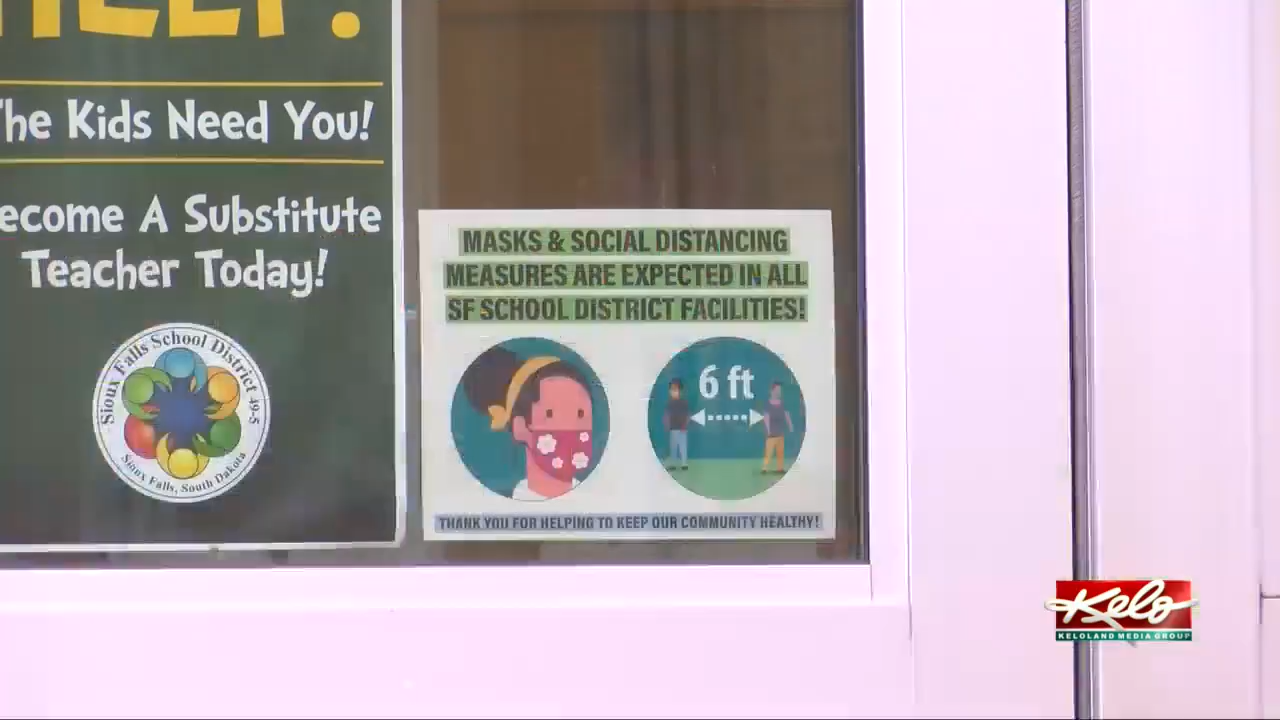 HELP!
The Kids Need You!
ecome A Substitute
Teacher Today!
Sioux Falls School District 49-5
Sioux Falls, South Dakota
MASKS & SOCIAL DISTANCING
MEASURES ARE EXPECTED IN ALL
SF SCHOOL DISTRICT FACILITIES!
6 ft
THANK YOU FOR HELPING TO KEEP OUR COMMUNITY HEALTHY!
Kelo
KELOLAND MEDIA GROUP